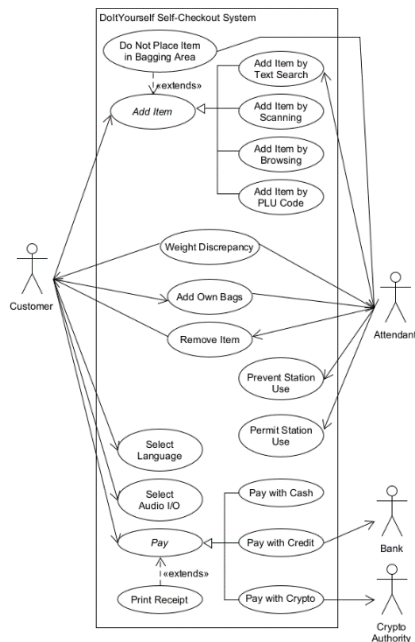 DoItYourself Self-Checkout System
Do Not Place Item
in Bagging Area
«extends»
Add Item
Add Item by
Text Search
Add Item by
Scanning
Add Item by
Browsing
Add Item by
PLU Code
Weight Discrepancy
Customer
Add Own Bags
Attendant
Remove Item
Prevent Station
Use
Permit Station
Use
Select
Language
Select
Audio I/O
Pay with Cash
Pay
Pay with Credit
Bank
«extends»
Print Receipt
Pay with Crypto
Crypto
Authority